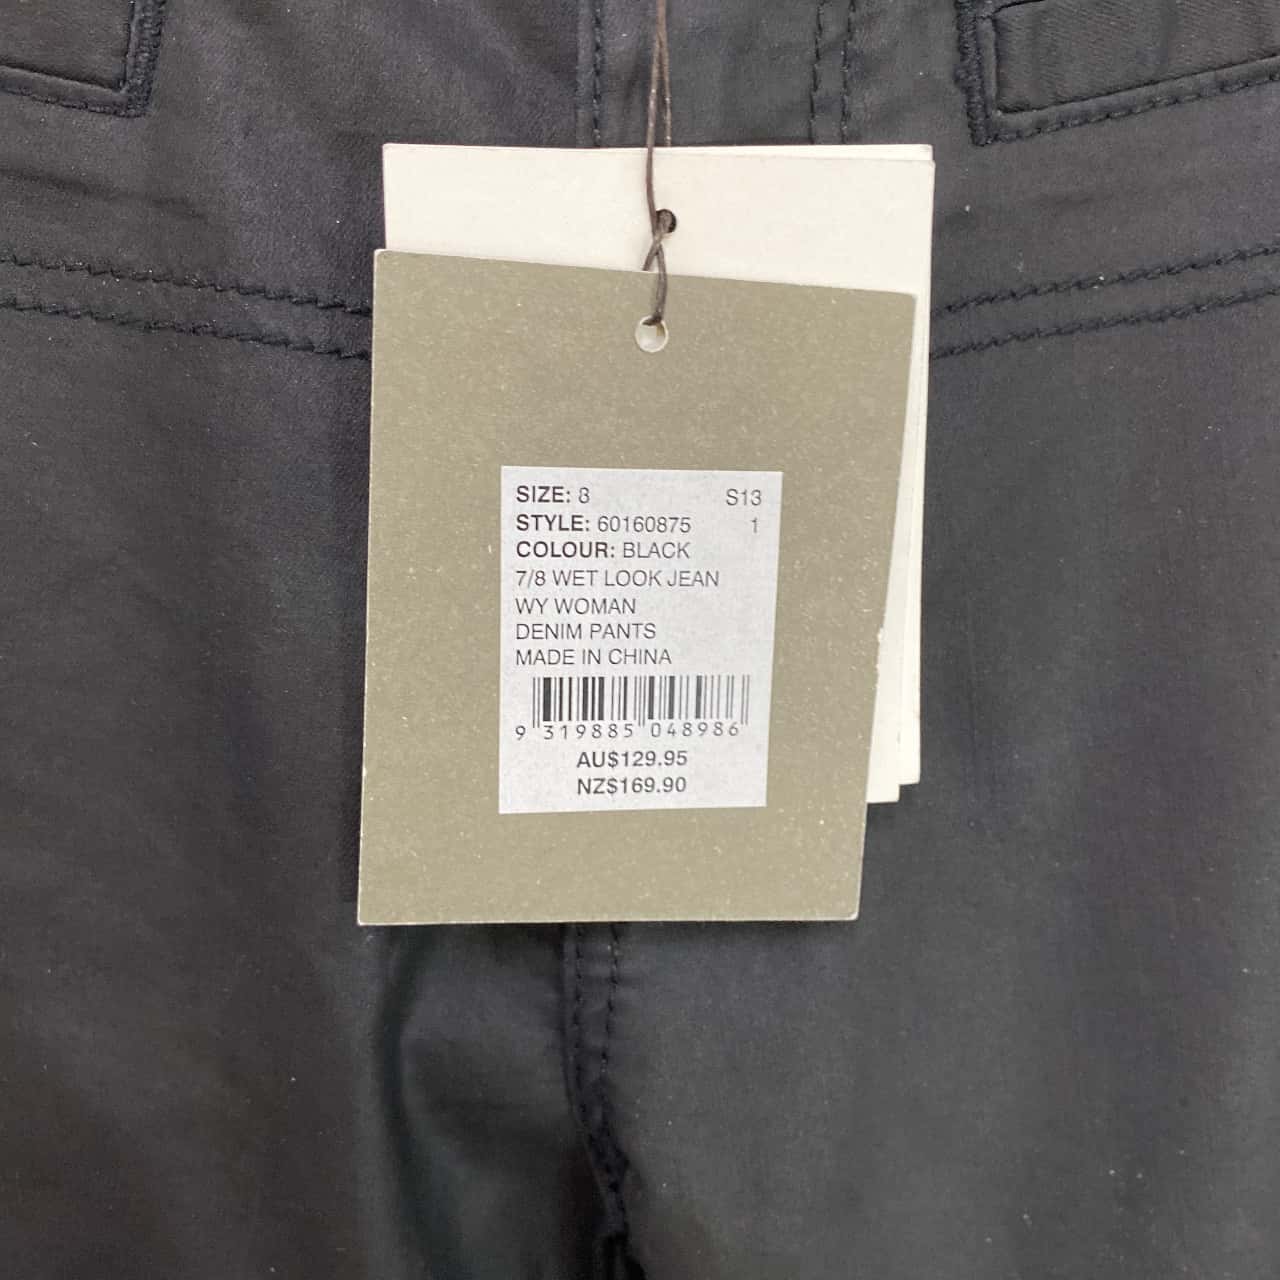 SIZE: 8 S13
STYLE: 60160875 1
COLOUR: BLACK
7/8 WET LOOK JEAN
WY WOMAN
DENIM PANTS
MADE IN CHINA
9 319885 048986
AU$129.95
NZ$169.90